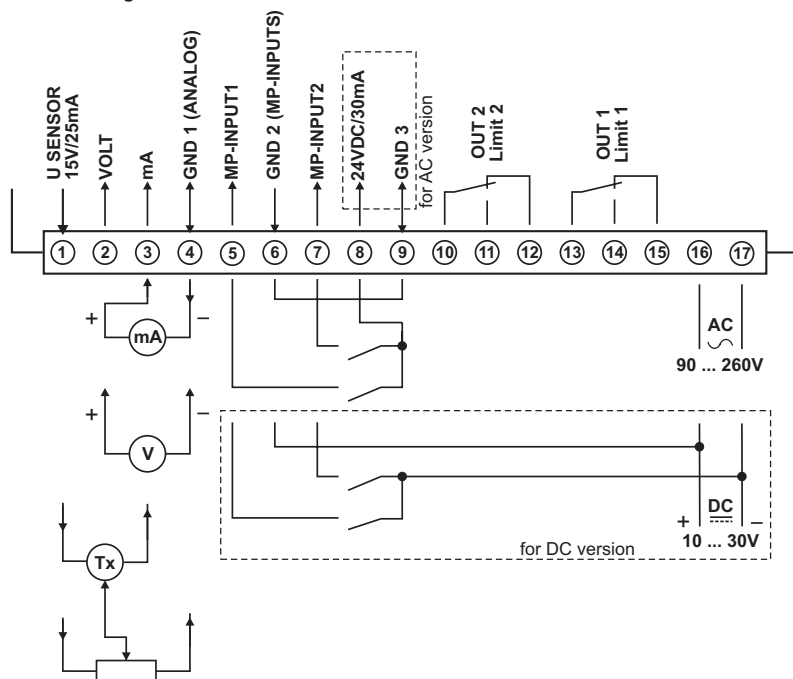 U SENSOR
15V/25mA
VOLT
mA
GND 1 (ANALOG)
MP-INPUT1
GND 2 (MP-INPUTS)
MP-INPUT2
24VDC/30mA
GND 3
for AC version
OUT 2
Limit 2
OUT 1
Limit 1
1 2 3 4 5 6 7 8 9 10 11 12 13 14 15 16 17
+ mA −
AC
90 ... 260V
+ V −
+ DC −
10 ... 30V
for DC version
Tx